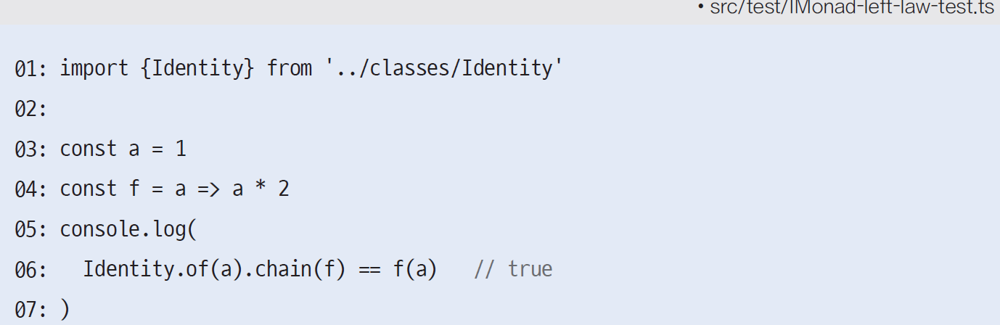 • src/test/IMonad-left-law-test.ts
01: import {Identity} from '../classes/Identity'
02:
03: const a = 1
04: const f = a => a * 2
05: console.log(
06:   Identity.of(a).chain(f) == f(a)   // true
07: )